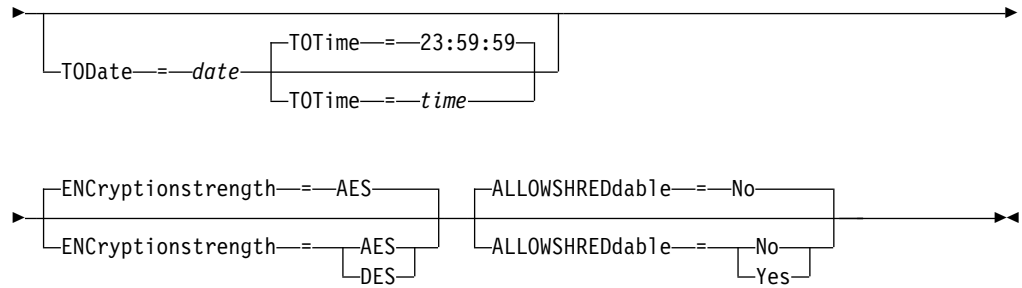 TOTime = 23:59:59
TODate = date
TOTime = time
ENCryptionstrength = AES ALLOWSHREDdable = No
ENCryptionstrength = AES ALLOWSHREDdable = No
DES Yes